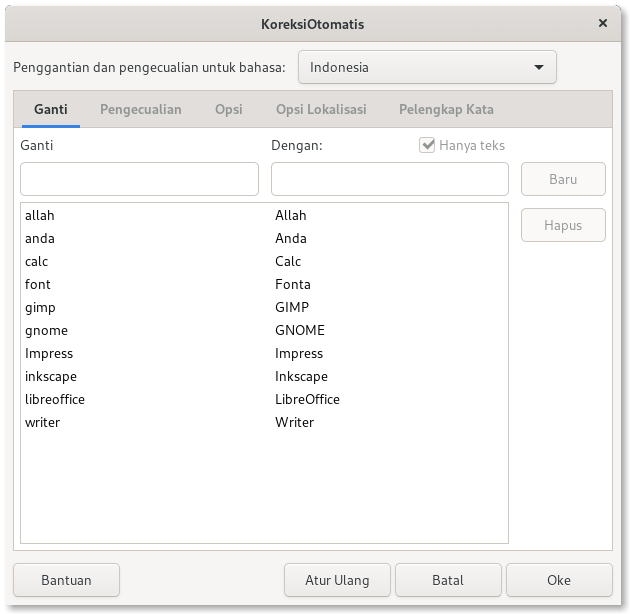 KoreksiOtomatis
Penggantian dan pengecualian untuk bahasa: Indonesia
Ganti Pengecualian Opsi Opsi Lokalisasi Pelengkap Kata
Ganti Dengan: Hanya teks
Baru
Hapus
allah Allah
anda Anda
calc Calc
font Fonta
gimp GIMP
gnome GNOME
Impress Impress
inkscape Inkscape
libreoffice LibreOffice
writer Writer
Bantuan Atur Ulang Batal Oke